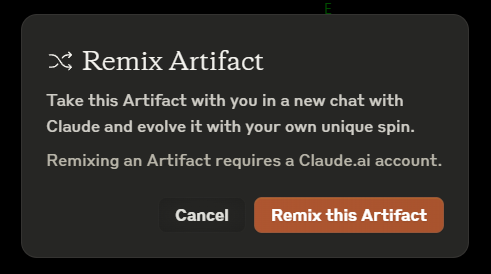 E
Remix Artifact
Take this Artifact with you in a new chat with
Claude and evolve it with your own unique spin.
Remixing an Artifact requires a Claude.ai account.
Cancel
Remix this Artifact